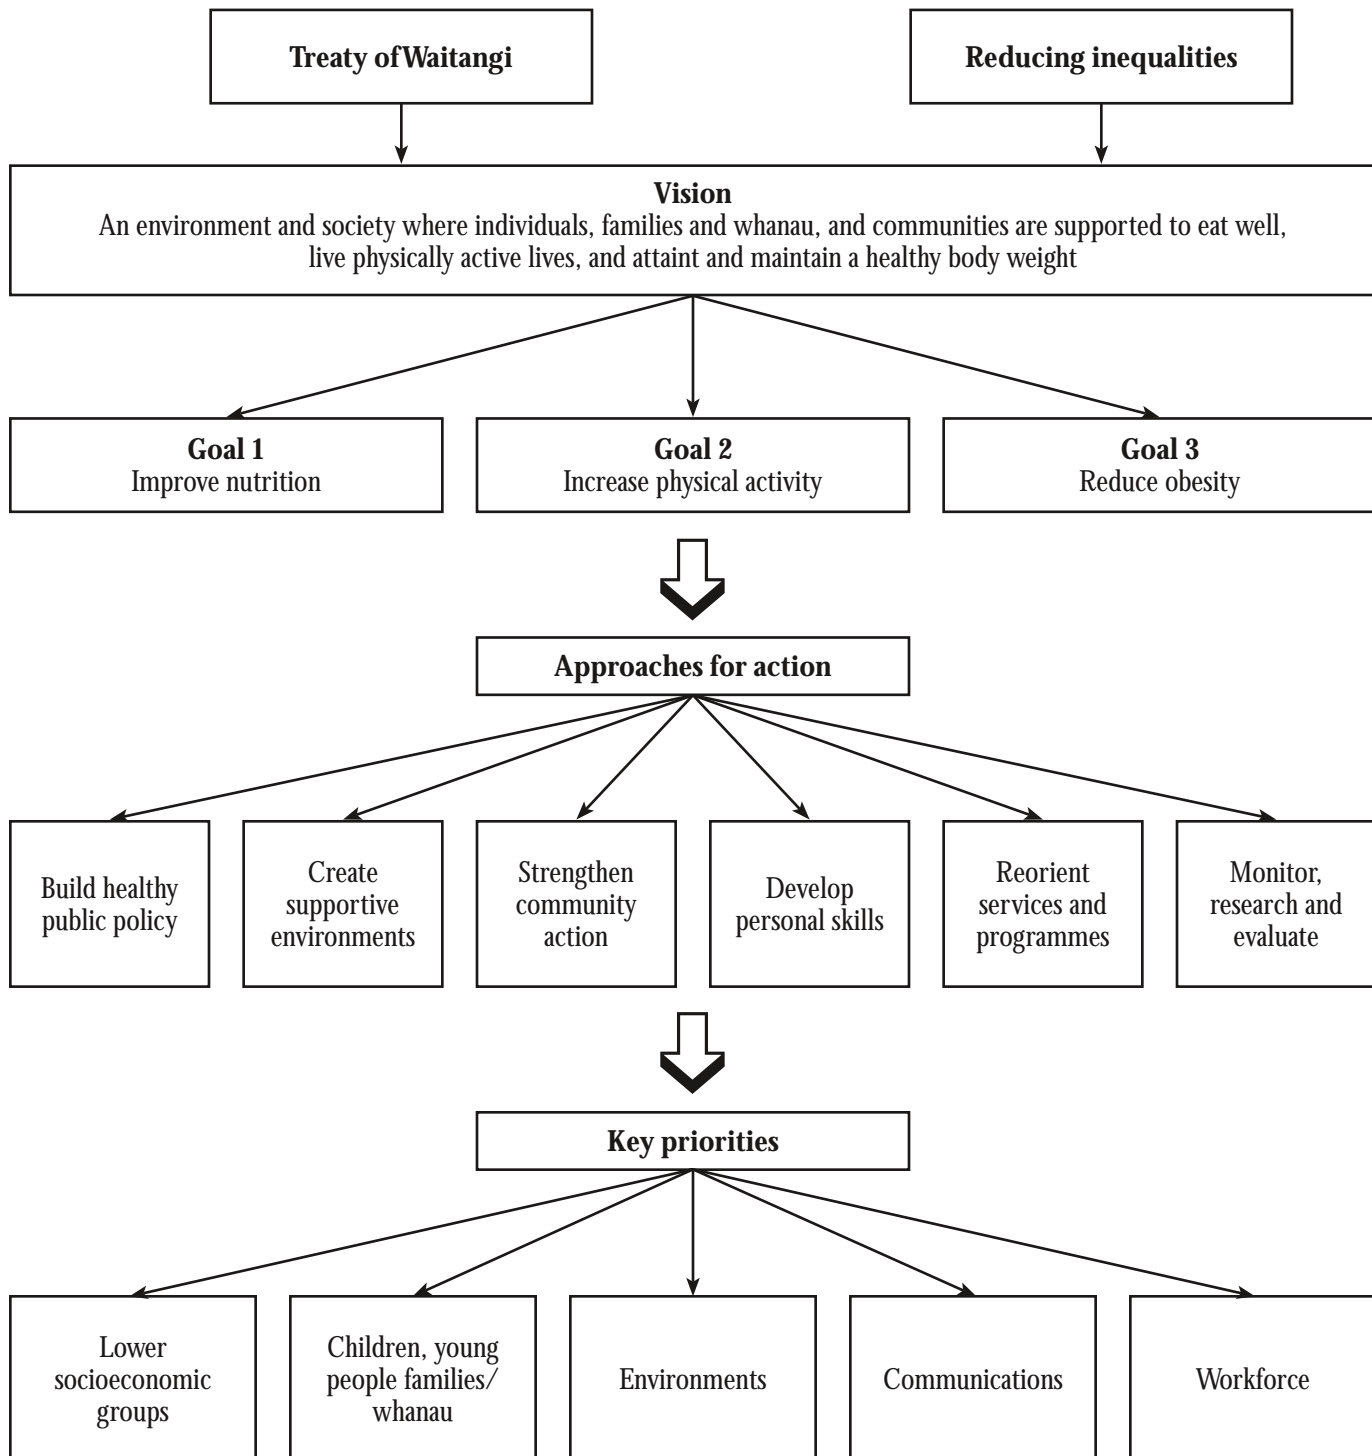 Treaty of Waitangi
Reducing inequalities
Vision
An environment and society where individuals, families and whanau, and communities are supported to eat well,
live physically active lives, and attaint and maintain a healthy body weight
Goal 1
Improve nutrition
Goal 2
Increase physical activity
Goal 3
Reduce obesity
Approaches for action
Build healthy
public policy
Create
supportive
environments
Strengthen
community
action
Develop
personal skills
Reorient
services and
programmes
Monitor,
research and
evaluate
Key priorities
Lower
socioeconomic
groups
Children, young
people families/
whanau
Environments
Communications
Workforce